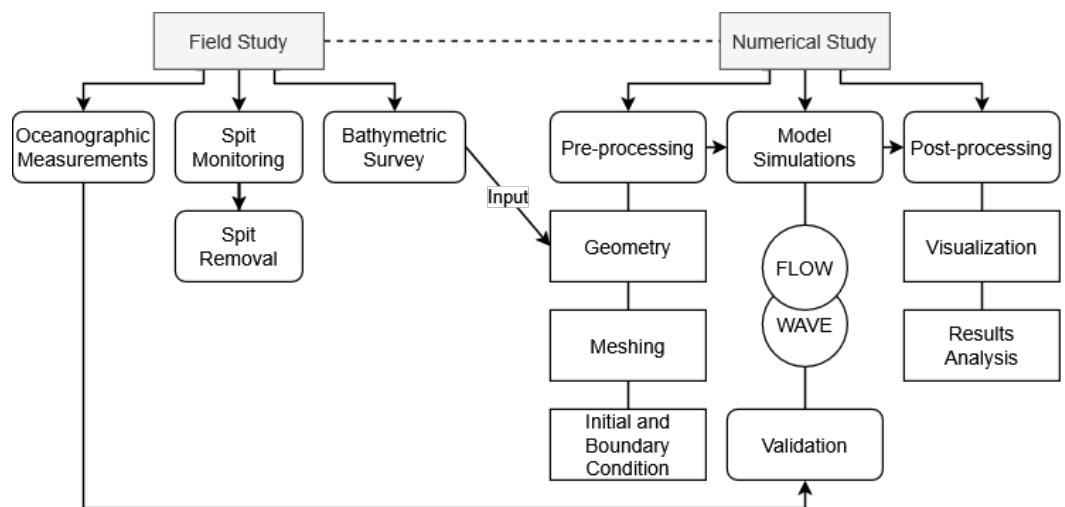 Field Study
Numerical Study
Oceanographic
Measurements
Spit
Monitoring
Bathymetric
Survey
Pre-processing
Model
Simulations
Post-processing
Input
Spit
Removal
Geometry
FLOW
Visualization
WAVE
Meshing
Results
Analysis
Initial and
Boundary
Condition
Validation